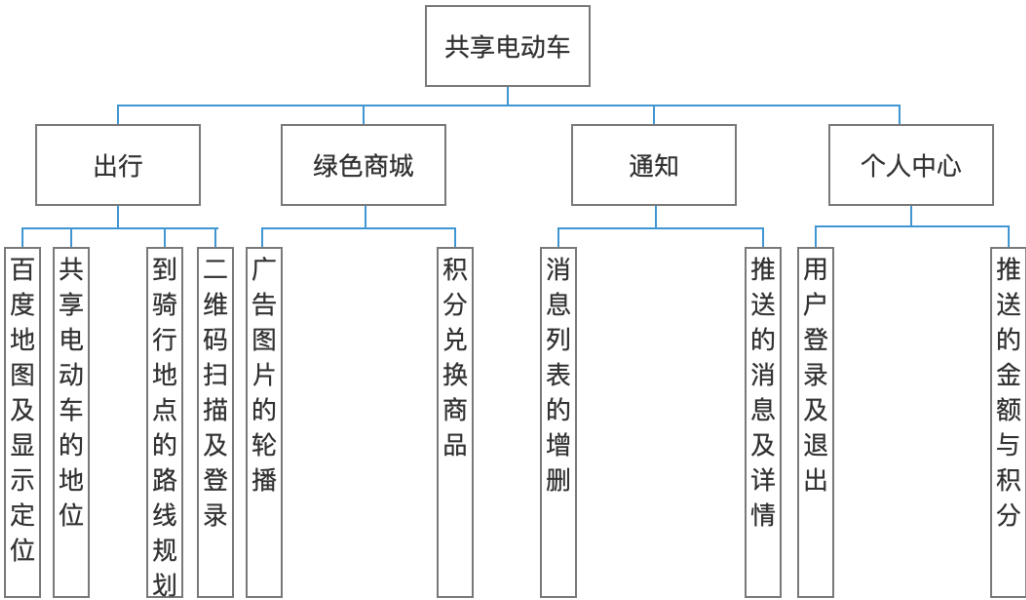 共享电动车
出行
绿色商城
通知
个人中心
百度地图及显示定位
共享电动车的地位
到骑行地点的路线规划
二维码扫描及登录
广告图片的轮播
积分兑换商品
消息列表的增删
推送的消息及详情
用户登录及退出
推送的金额与积分